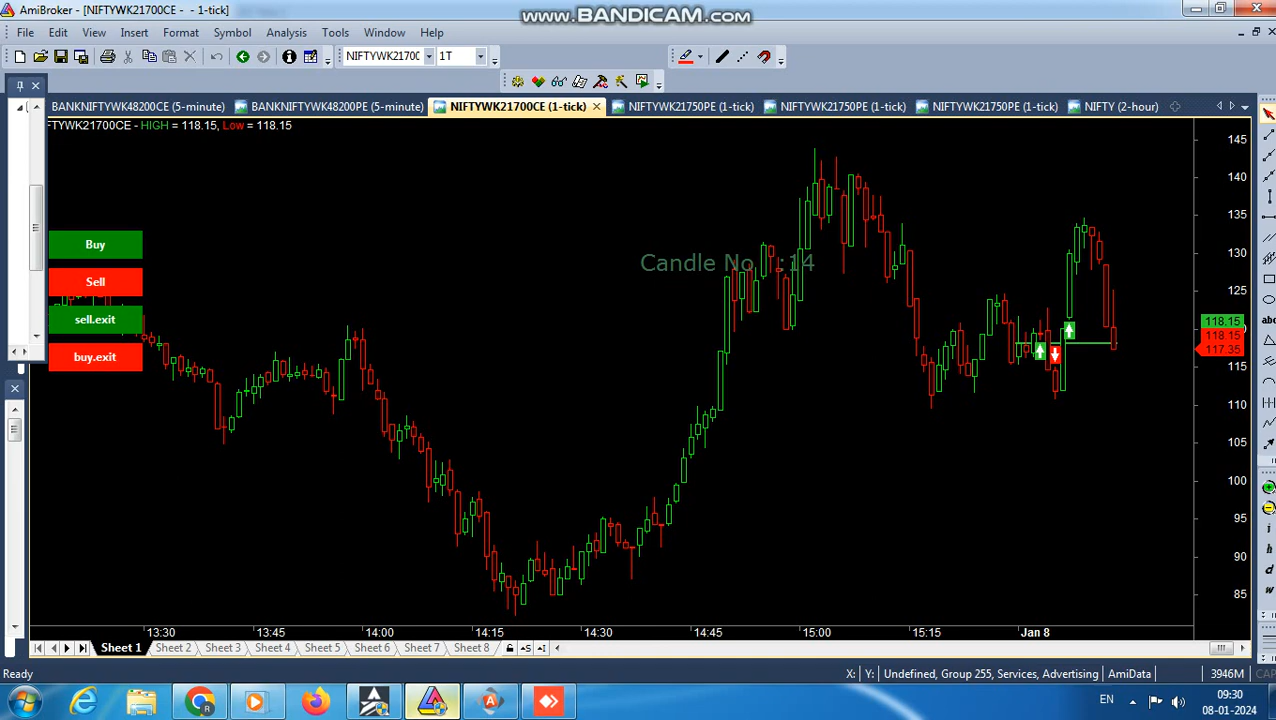 AmiBroker - [NIFTYWK21700CE - - 1-tick)]
www.BANDICAM.com
File Edit View Insert Format Symbol Analysis Tools Window Help
NIFTYWK21700 1T
BANKNIFTYWK48200CE (5-minute) BANKNIFTYWK48200PE (5-minute) NIFTYWK21700CE (1-tick) NIFTYWK21750PE (1-tick) NIFTYWK21750PE (1-tick) NIFTYWK21750PE (1-tick) NIFTY (2-hour)
FTYWK21700CE - HIGH = 118.15, Low = 118.15
145
140
135
Buy
130
Candle No : 14
Sell
125
sell.exit
118.15
118.15
117.35
buy.exit
115
110
105
100
95
90
85
13:30 13:45 14:00 14:15 14:30 14:45 15:00 15:15 Jan 8
abc
i
h
d
w
Sheet 1 Sheet 2 Sheet 3 Sheet 4 Sheet 5 Sheet 6 Sheet 7 Sheet 8
Ready X: Y: Undefined, Group 255, Services, Advertising AmiData 3946M
EN 09:30
08-01-2024